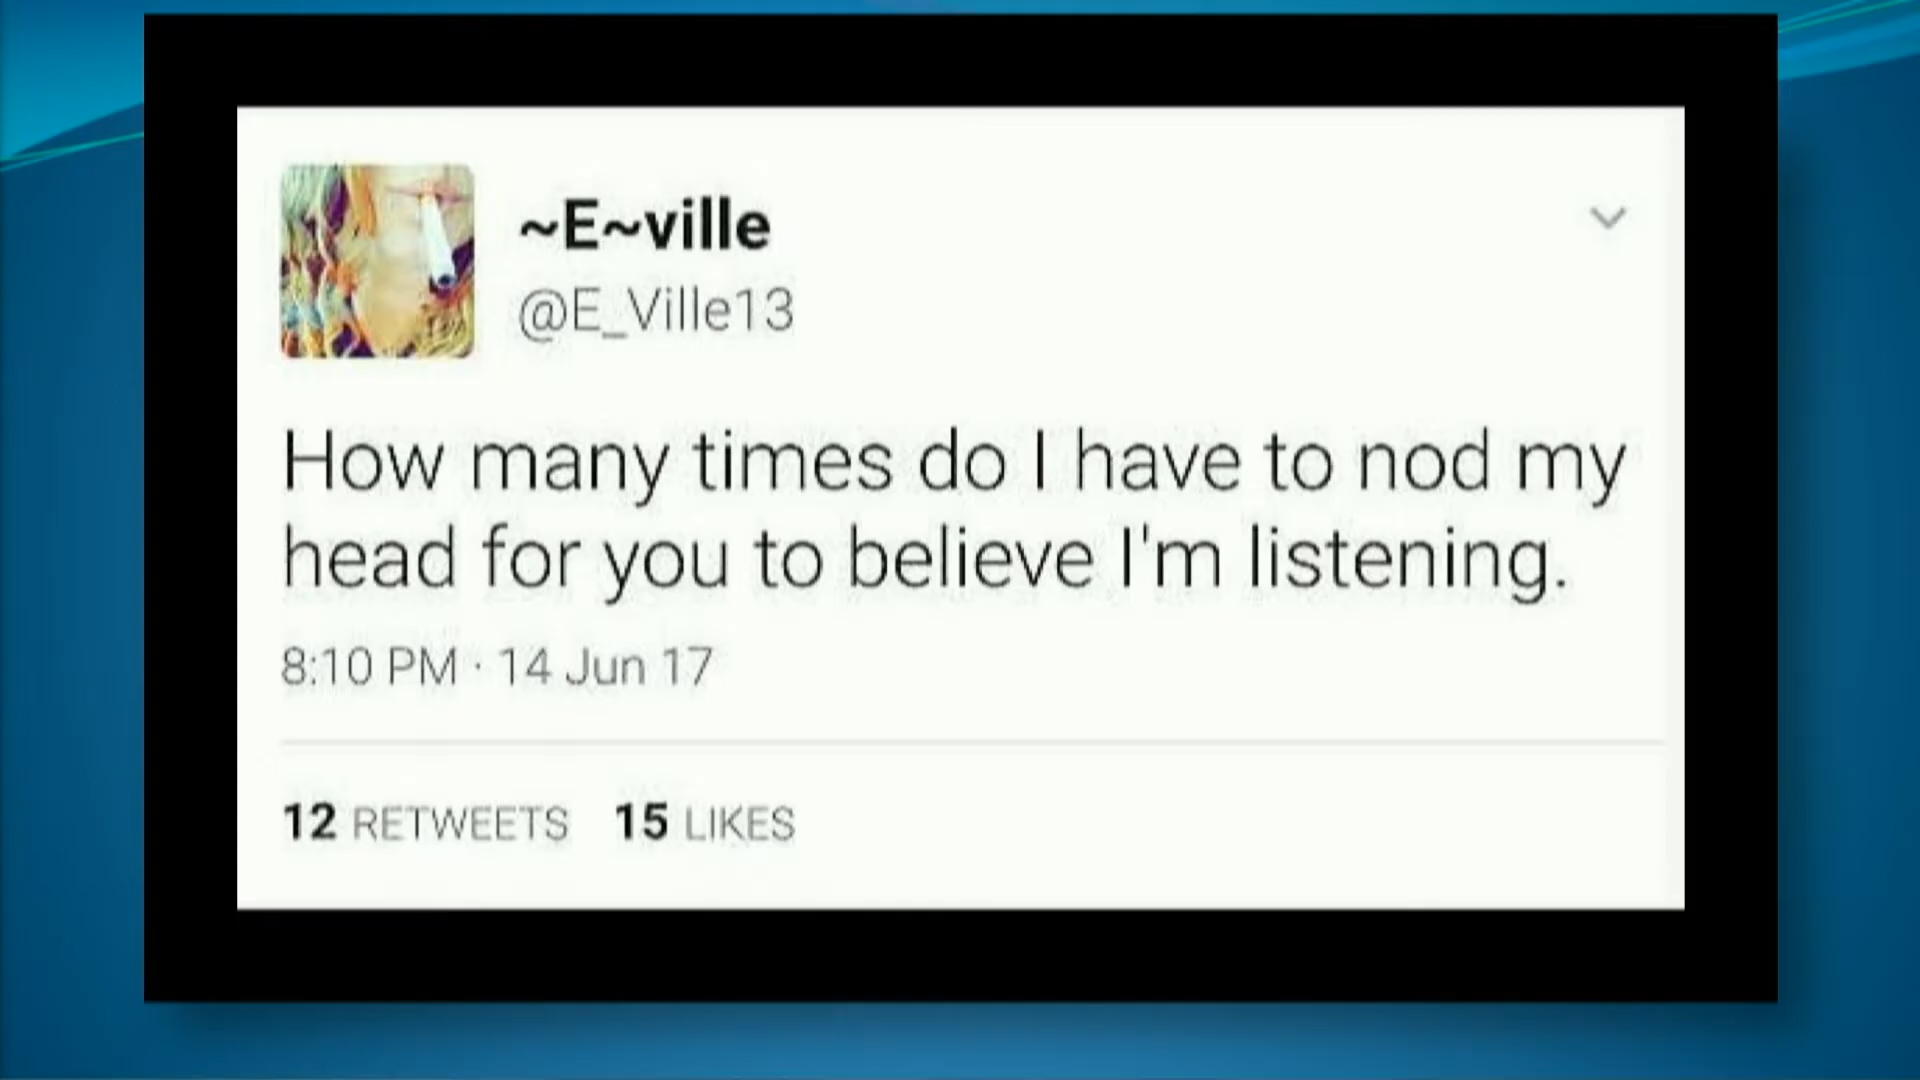 ~E~ville
@E_Ville13
How many times do I have to nod my
head for you to believe I'm listening.
8:10 PM · 14 Jun 17
12 RETWEETS 15 LIKES